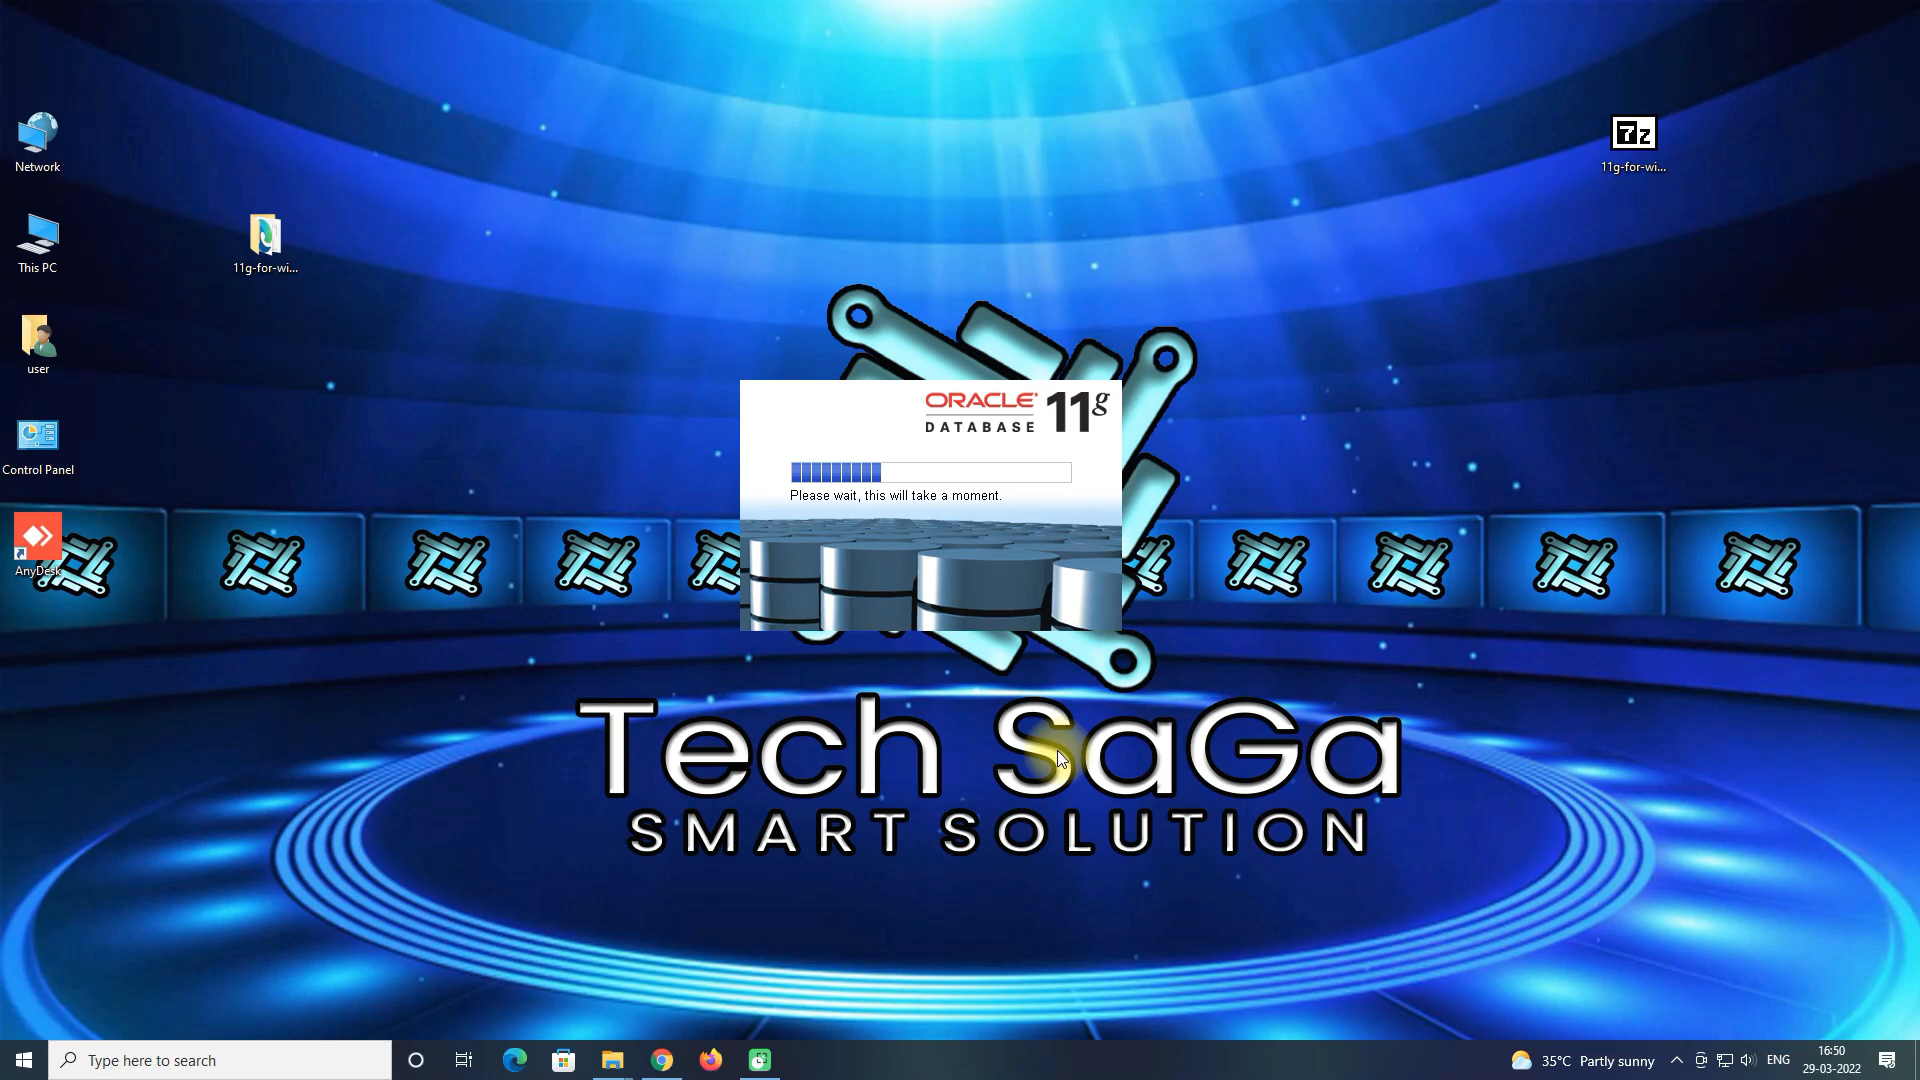 Network
11g-for-wi...
This PC
11g-for-wi...
user
ORACLE 11g
DATABASE
Please wait, this will take a moment.
Control Panel
AnyDesk
Tech SaGa
SMART SOLUTION
Type here to search
35°C Partly sunny
ENG
16:50
29-03-2022